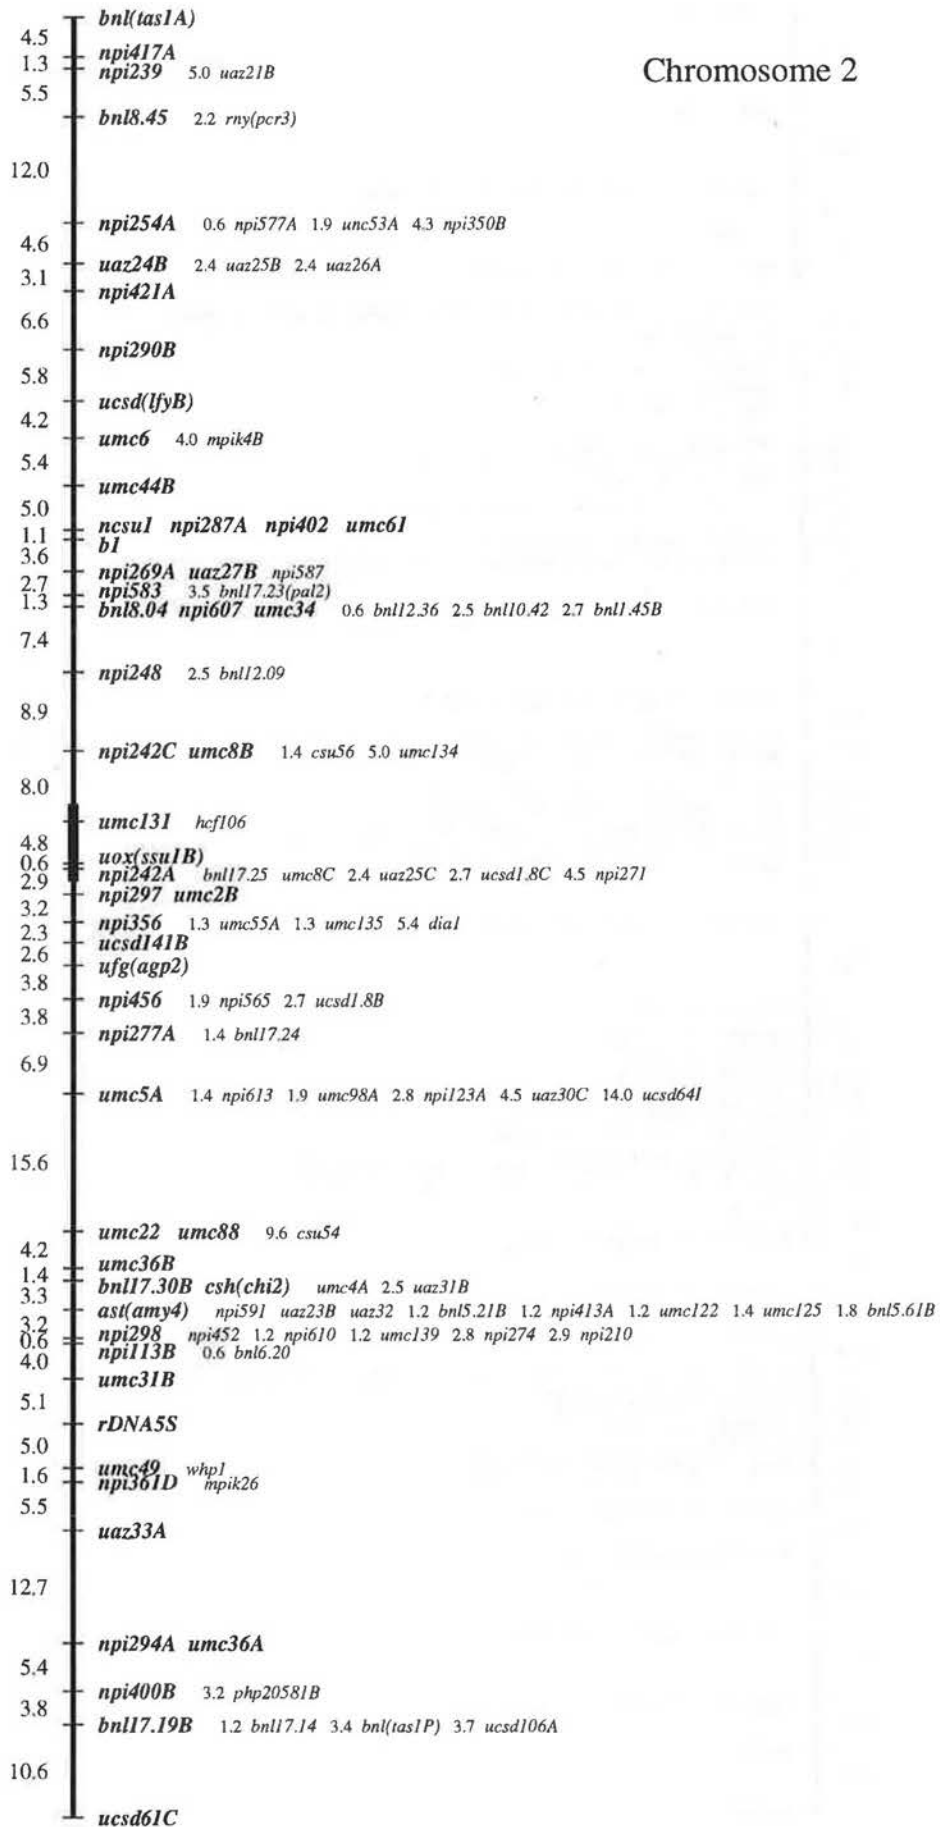 bnl(tas1A)
4.5
npi417A
Chromosome 2
1.3
npi239 5.0 uaz21B
5.5
bnl8.45 2.2 rny(pcr3)
12.0
npi254A 0.6 npi577A 1.9 unc53A 4.3 npi350B
4.6
uaz24B 2.4 uaz25B 2.4 uaz26A
3.1
npi421A
6.6
npi290B
5.8
ucsd(lfyB)
4.2
umc6 4.0 mpik4B
5.4
umc44B
5.0
ncsu1 npi287A npi402 umc61
1.1
b1
3.6
npi269A uaz27B npi587
2.7
npi583 3.5 bnl17.23(pal2)
1.3
bnl8.04 npi607 umc34 0.6 bnl12.36 2.5 bnl10.42 2.7 bnl1.45B
7.4
npi248 2.5 bnl12.09
8.9
npi242C umc8B 1.4 csu56 5.0 umc134
8.0
umc131 hcf106
4.8
uox(ssu1B)
0.6
npi242A bnl17.25 umc8C 2.4 uaz25C 2.7 ucsd1.8C 4.5 npi271
2.9
npi297 umc2B
3.2
npi356 1.3 umc55A 1.3 umc135 5.4 dia1
2.3
ucsd141B
2.6
ufg(agp2)
3.8
npi456 1.9 npi565 2.7 ucsd1.8B
3.8
npi277A 1.4 bnl17.24
6.9
umc5A 1.4 npi613 1.9 umc98A 2.8 npi123A 4.5 uaz30C 14.0 ucsd64I
15.6
umc22 umc88 9.6 csu54
4.2
umc36B
1.4
bnl17.30B csh(chi2) umc4A 2.5 uaz31B
3.3
ast(amy4) npi591 uaz23B uaz32 1.2 bnl5.21B 1.2 npi413A 1.2 umc122 1.4 umc125 1.8 bnl5.61B
3.2
npi298 npi452 1.2 npi610 1.2 umc139 2.8 npi274 2.9 npi210
0.6
npi113B 0.6 bnl6.20
4.0
umc31B
5.1
rDNA5S
5.0
umc49 whp1
1.6
npi361D mpik26
5.5
uaz33A
12.7
npi294A umc36A
5.4
npi400B 3.2 php20581B
3.8
bnl17.19B 1.2 bnl17.14 3.4 bnl(tas1P) 3.7 ucsd106A
10.6
ucsd61C